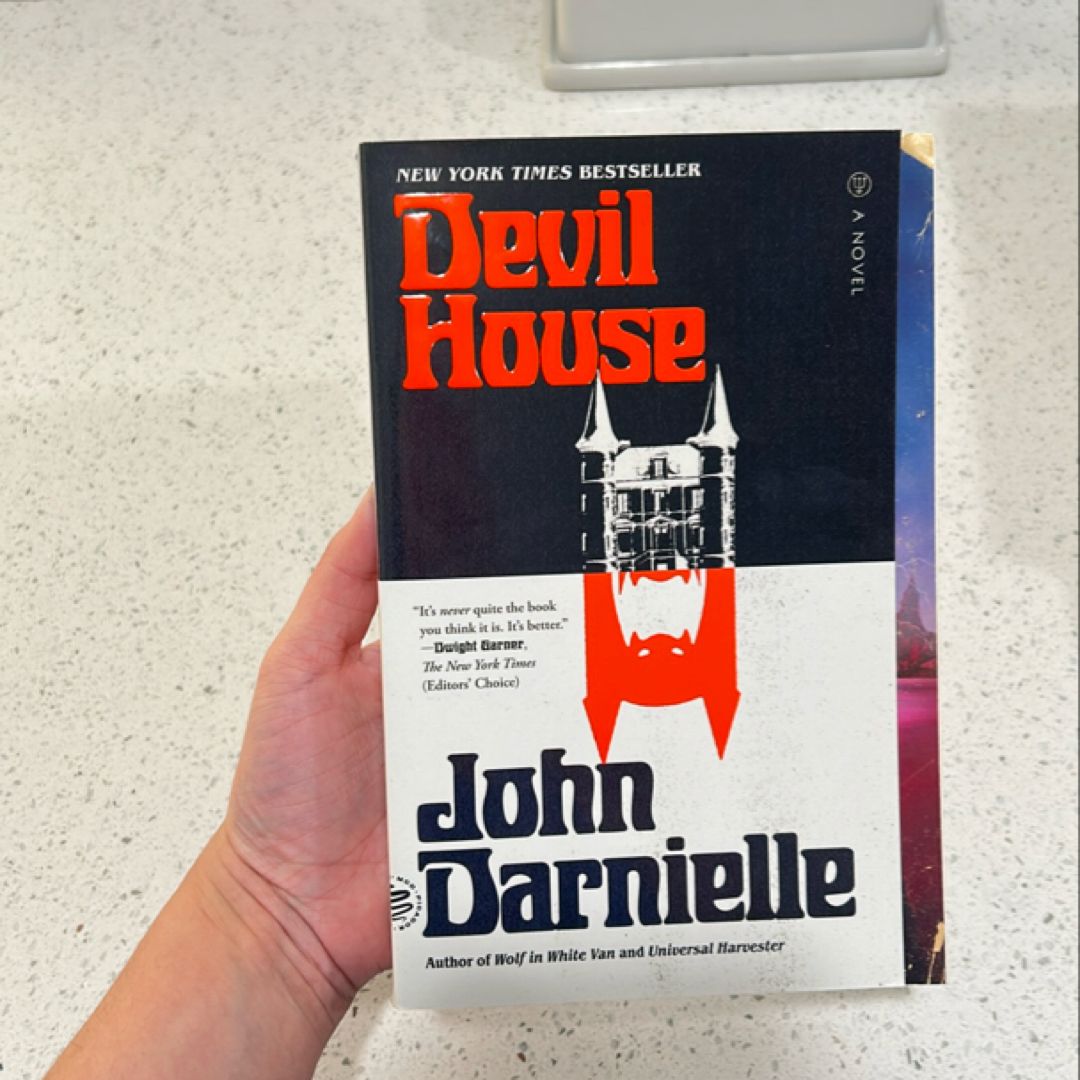 NEW YORK TIMES BESTSELLER
Devil
House
A NOVEL
“It’s never quite the book
you think it is. It’s better.”
—Dwight Garner,
The New York Times
(Editors’ Choice)
John
Darnielle
Author of Wolf in White Van and Universal Harvester